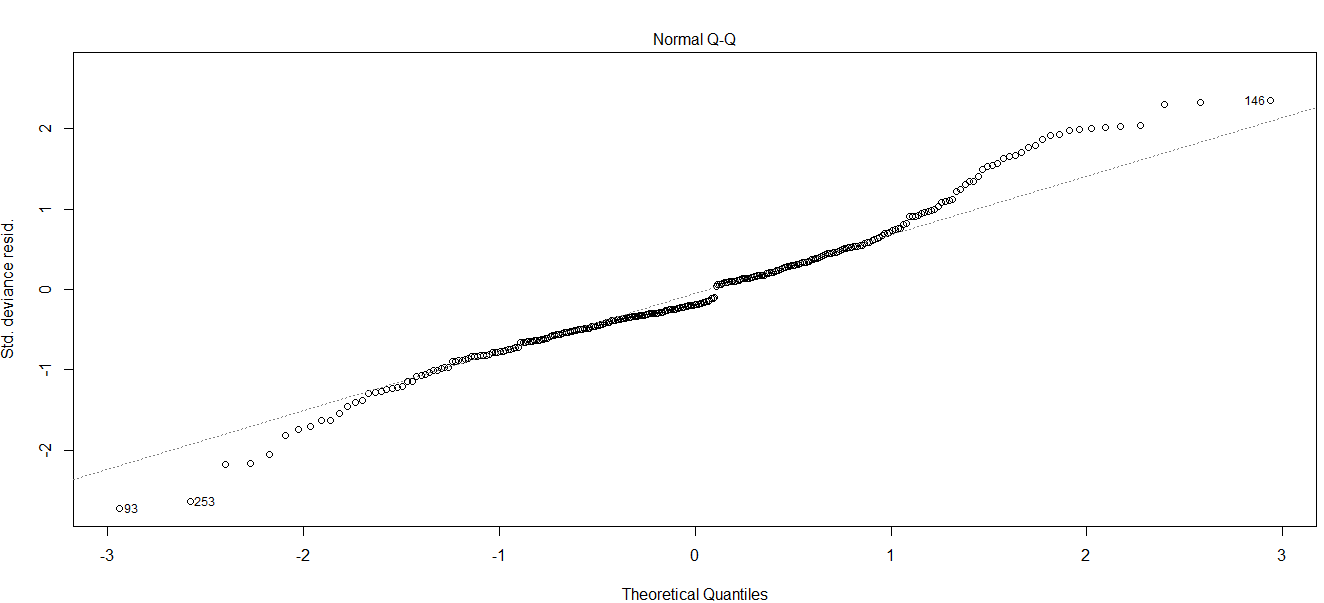 Normal Q-Q
Std. deviance resid.
2
1
0
-1
-2
146
93
253
-3 -2 -1 0 1 2 3
Theoretical Quantiles